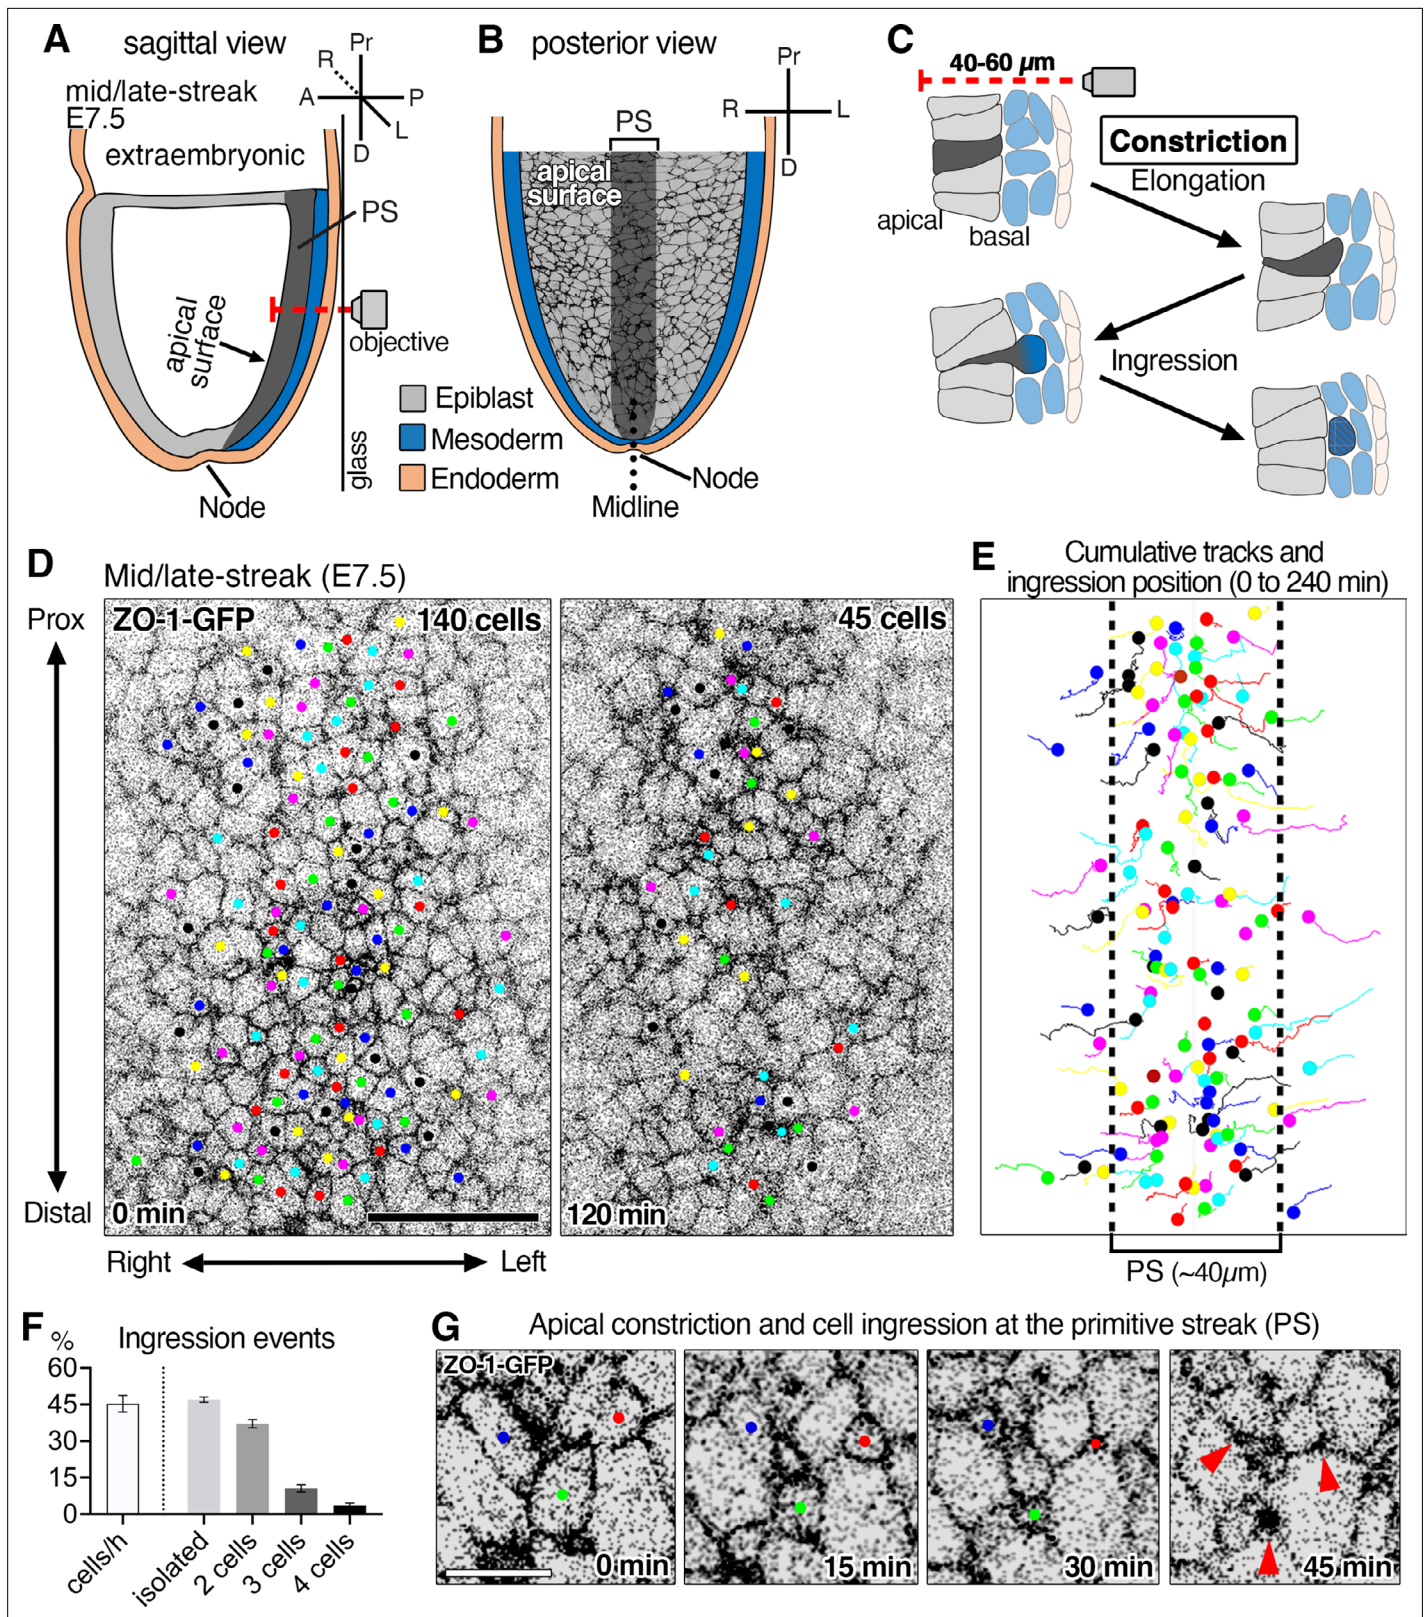 A
sagittal view
mid/late-streak
E7.5
Pr
R
A
P
L
D
extraembryonic
PS
apical
surface
objective
glass
Node
Epiblast
Mesoderm
Endoderm
B
posterior view
Pr
R
L
D
PS
apical
surface
Node
Midline
C
40-60 µm
Constriction
Elongation
apical
basal
Ingression
D
Mid/late-streak (E7.5)
Prox
Distal
ZO-1-GFP
140 cells
0 min
45 cells
120 min
Right
Left
E
Cumulative tracks and
ingression position (0 to 240 min)
PS (~40µm)
F
%
Ingression events
60
45
30
15
0
cells/h
isolated
2 cells
3 cells
4 cells
G
Apical constriction and cell ingression at the primitive streak (PS)
ZO-1-GFP
0 min
15 min
30 min
45 min